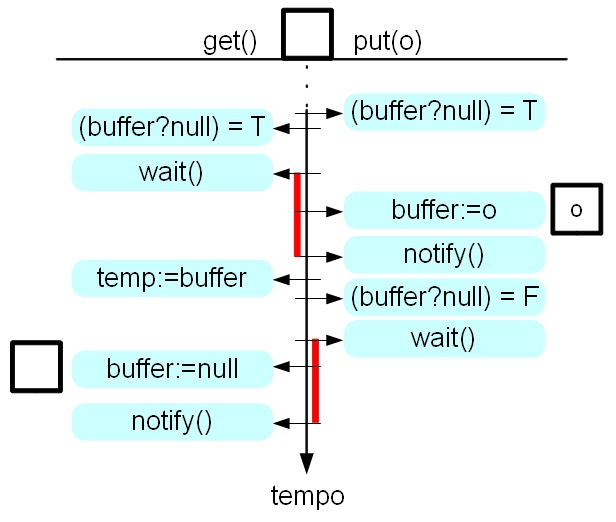 get()
put(o)
(buffer?null) = T
(buffer?null) = T
wait()
buffer:=o
o
notify()
temp:=buffer
(buffer?null) = F
wait()
buffer:=null
notify()
tempo